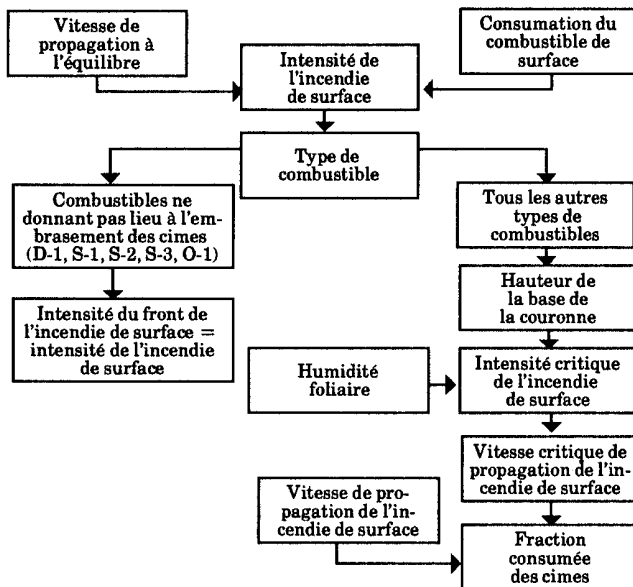 Vitesse de
propagation à
l'équilibre
Consumation du
combustible de
surface
Intensité de
l'incendie
de surface
Type de
combustible
Combustibles ne
donnant pas lieu à l'em-
brasement des cimes
(D-1, S-1, S-2, S-3, O-1)
Tous les autres
types de
combustibles
Intensité du front de
l'incendie de surface =
intensité de l'incendie
de surface
Hauteur de
la base de
la couronne
Humidité
foliaire
Intensité critique
de l'incendie
de surface
Vitesse critique de
propagation de l'in-
cendie de surface
Vitesse de pro-
pagation de l'in-
cendie de surface
Fraction
consumée
des cimes